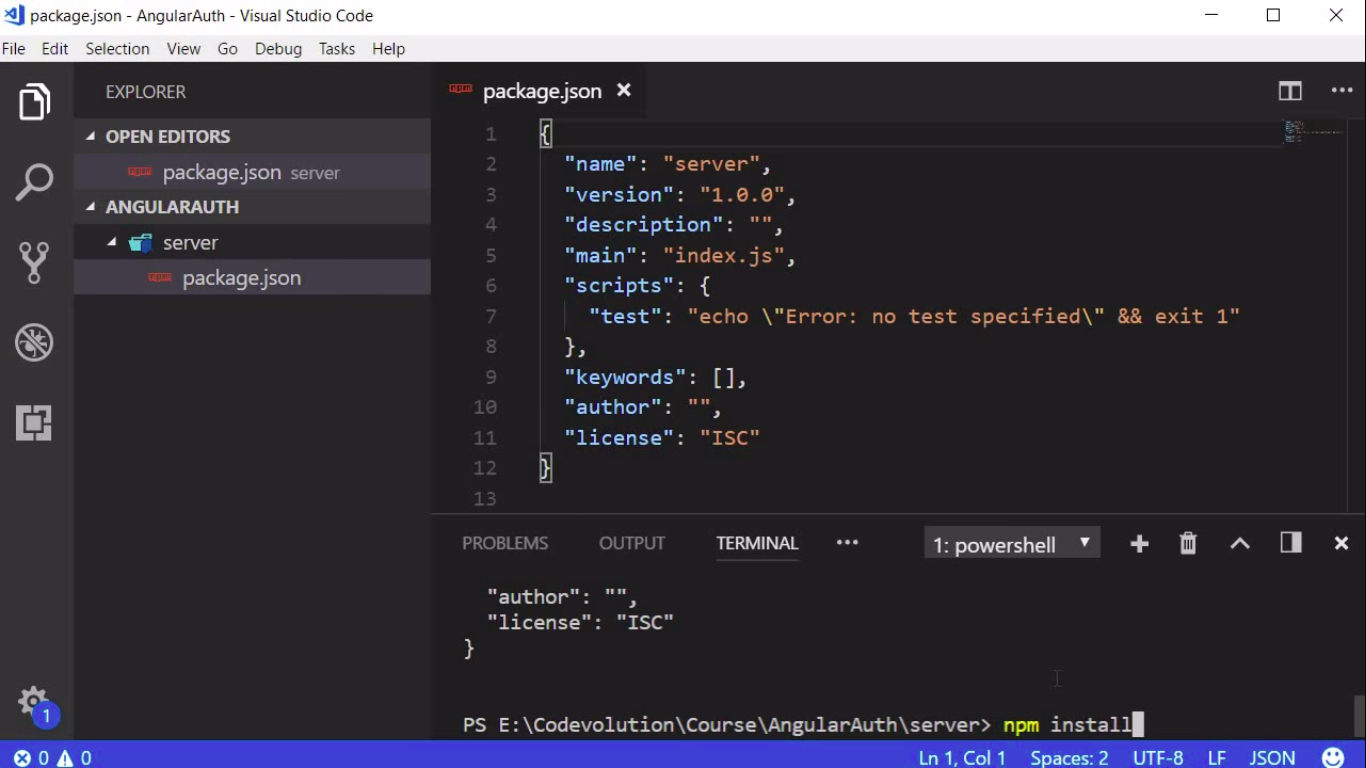 package.json - AngularAuth - Visual Studio Code
File Edit Selection View Go Debug Tasks Help
EXPLORER
OPEN EDITORS
package.json server
ANGULARAUTH
server
package.json
1
package.json
1 {
2 "name": "server",
3 "version": "1.0.0",
4 "description": "",
5 "main": "index.js",
6 "scripts": {
7 "test": "echo \"Error: no test specified\" && exit 1"
8 },
9 "keywords": [],
10 "author": "",
11 "license": "ISC"
12 }
13
PROBLEMS OUTPUT TERMINAL ••• 1: powershell
"author": "",
"license": "ISC"
}
PS E:\Codevolution\Course\AngularAuth\server> npm install
0 0 Ln 1, Col 1 Spaces: 2 UTF-8 LF JSON